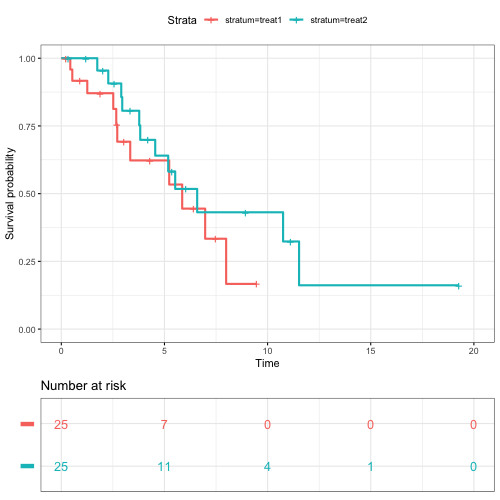 Strata stratum=treat1 stratum=treat2
Survival probability
1.00
0.75
0.50
0.25
0.00
0 5 10 15 20
Time
Number at risk
25 7 0 0 0
25 11 4 1 0